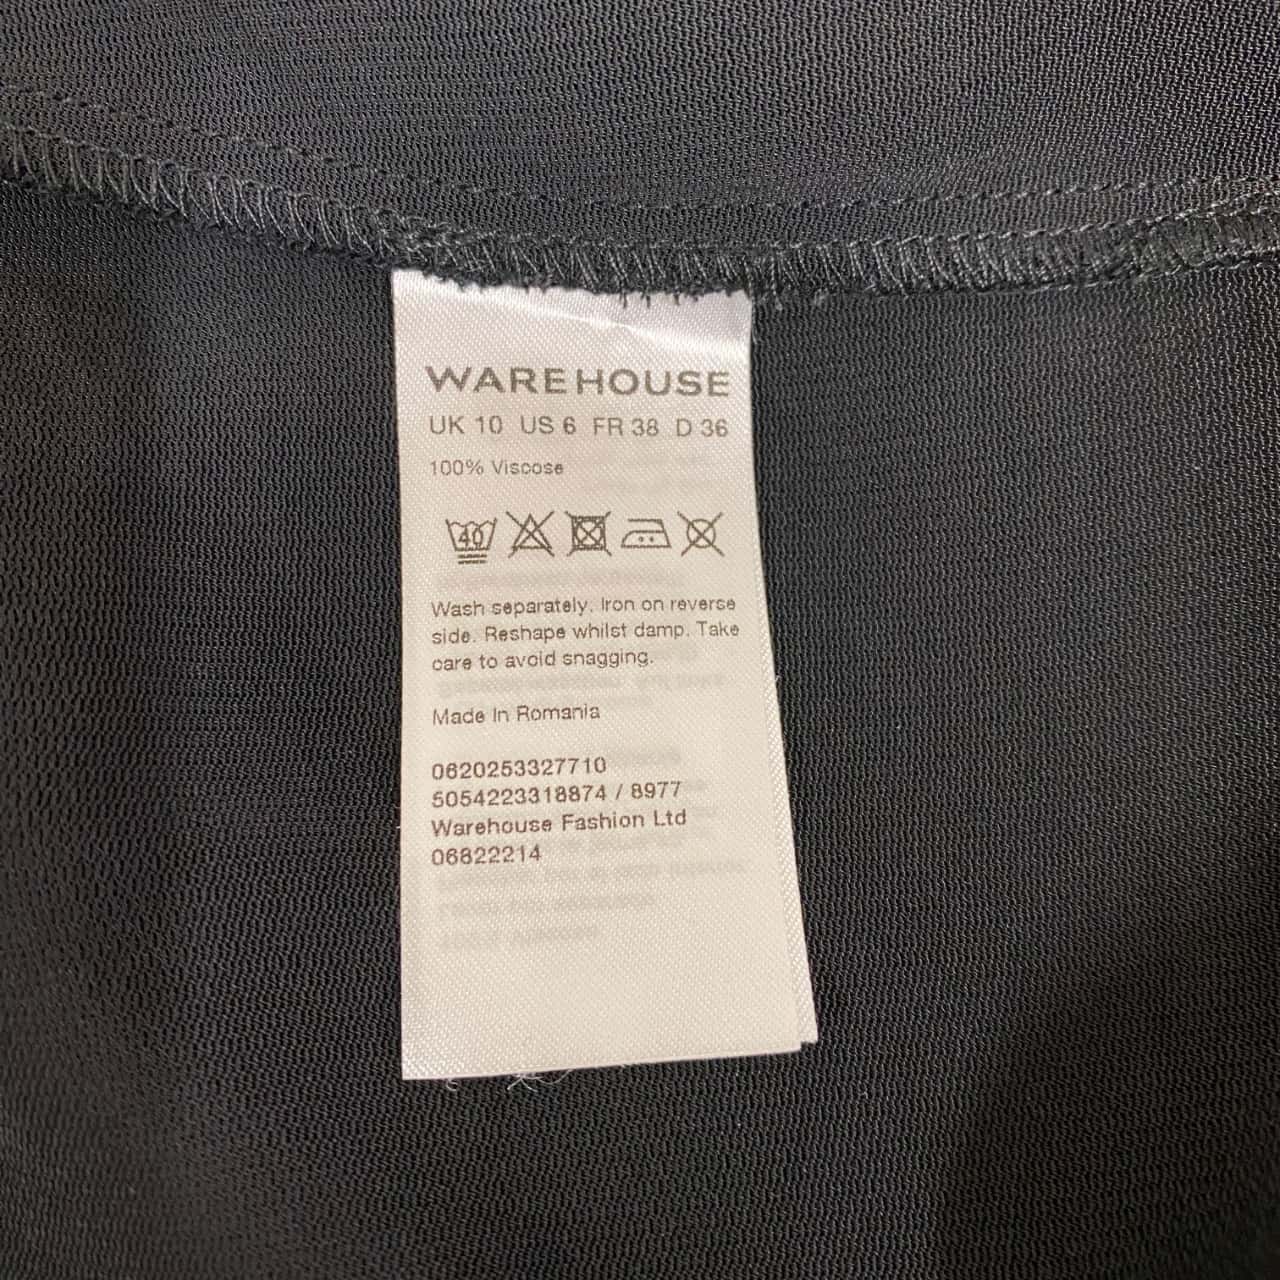 WAREHOUSE
UK 10 US 6 FR 38 D 36
100% Viscose
40
Wash separately. Iron on reverse
side. Reshape whilst damp. Take
care to avoid snagging.
Made In Romania
0620253327710
5054223318874 / 8977
Warehouse Fashion Ltd
06822214